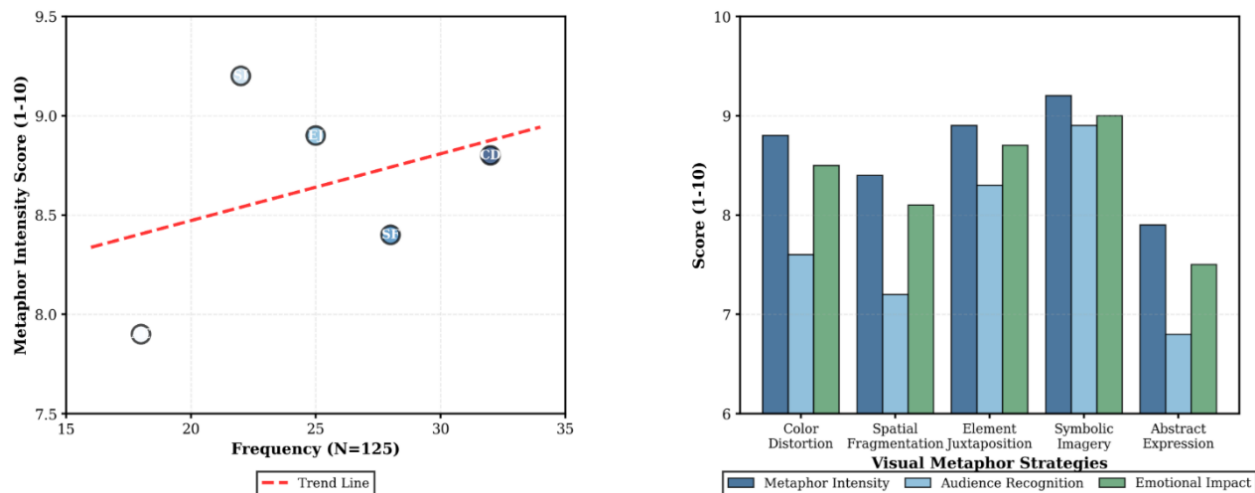 Metaphor Intensity Score (1-10)
9.5
9.0
8.5
8.0
7.5
SI
EJ
CD
SF
15
20
25
30
35
Frequency (N=125)
Trend Line
Score (1-10)
10
9
8
7
6
Color
Distortion
Spatial
Fragmentation
Element
Juxtaposition
Symbolic
Imagery
Abstract
Expression
Visual Metaphor Strategies
Metaphor Intensity
Audience Recognition
Emotional Impact